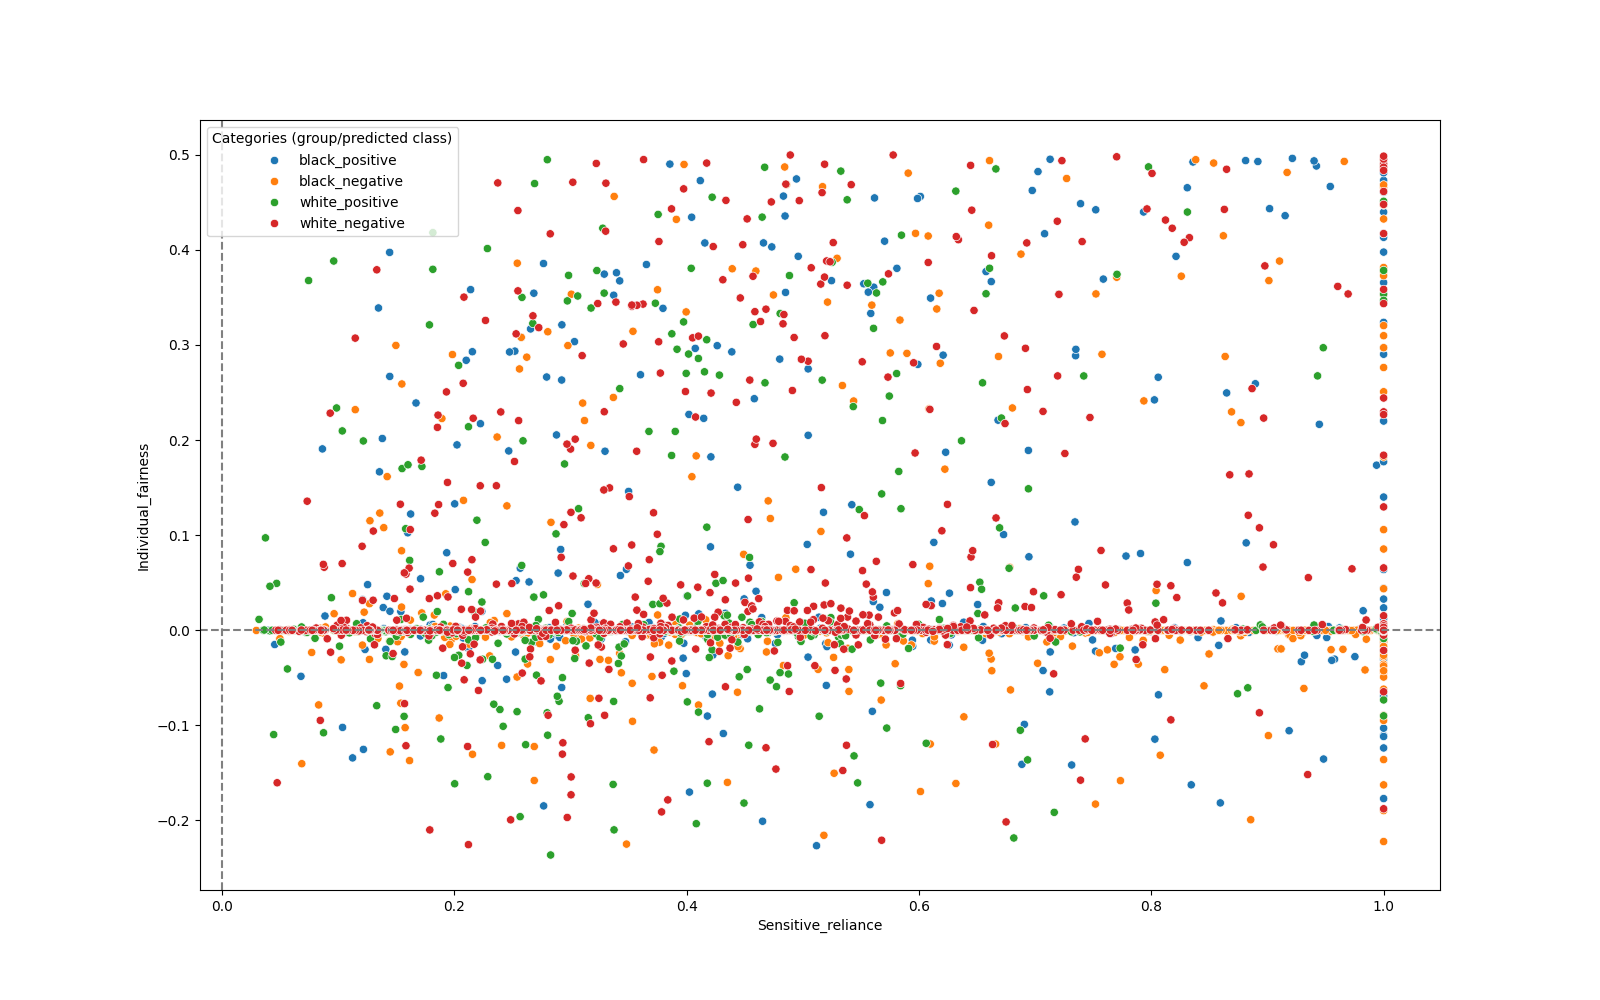 Categories (group/predicted class)
black_positive
black_negative
white_positive
white_negative
0.5
0.4
0.3
0.2
0.1
0.0
−0.1
−0.2
Individual_fairness
0.0 0.2 0.4 0.6 0.8 1.0
Sensitive_reliance